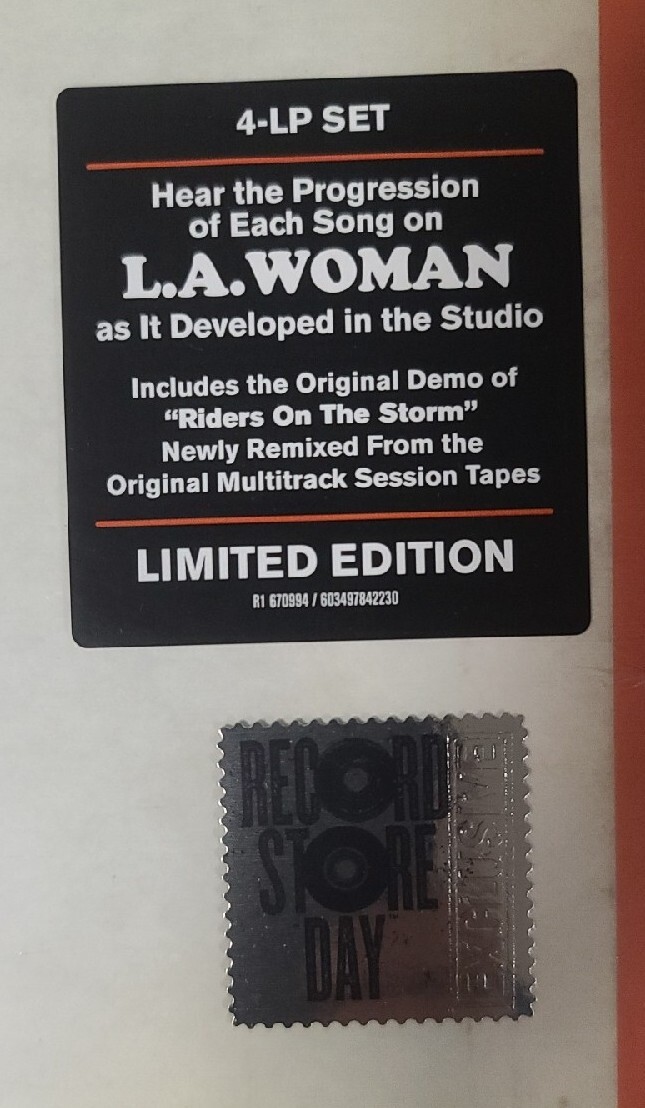 4-LP SET
Hear the Progression
of Each Song on
L.A.WOMAN
as It Developed in the Studio
Includes the Original Demo of
“Riders On The Storm”
Newly Remixed From the
Original Multitrack Session Tapes
LIMITED EDITION
R1 670994 / 603497842230
RECORD
STORE
DAY
EXCLUSIVE